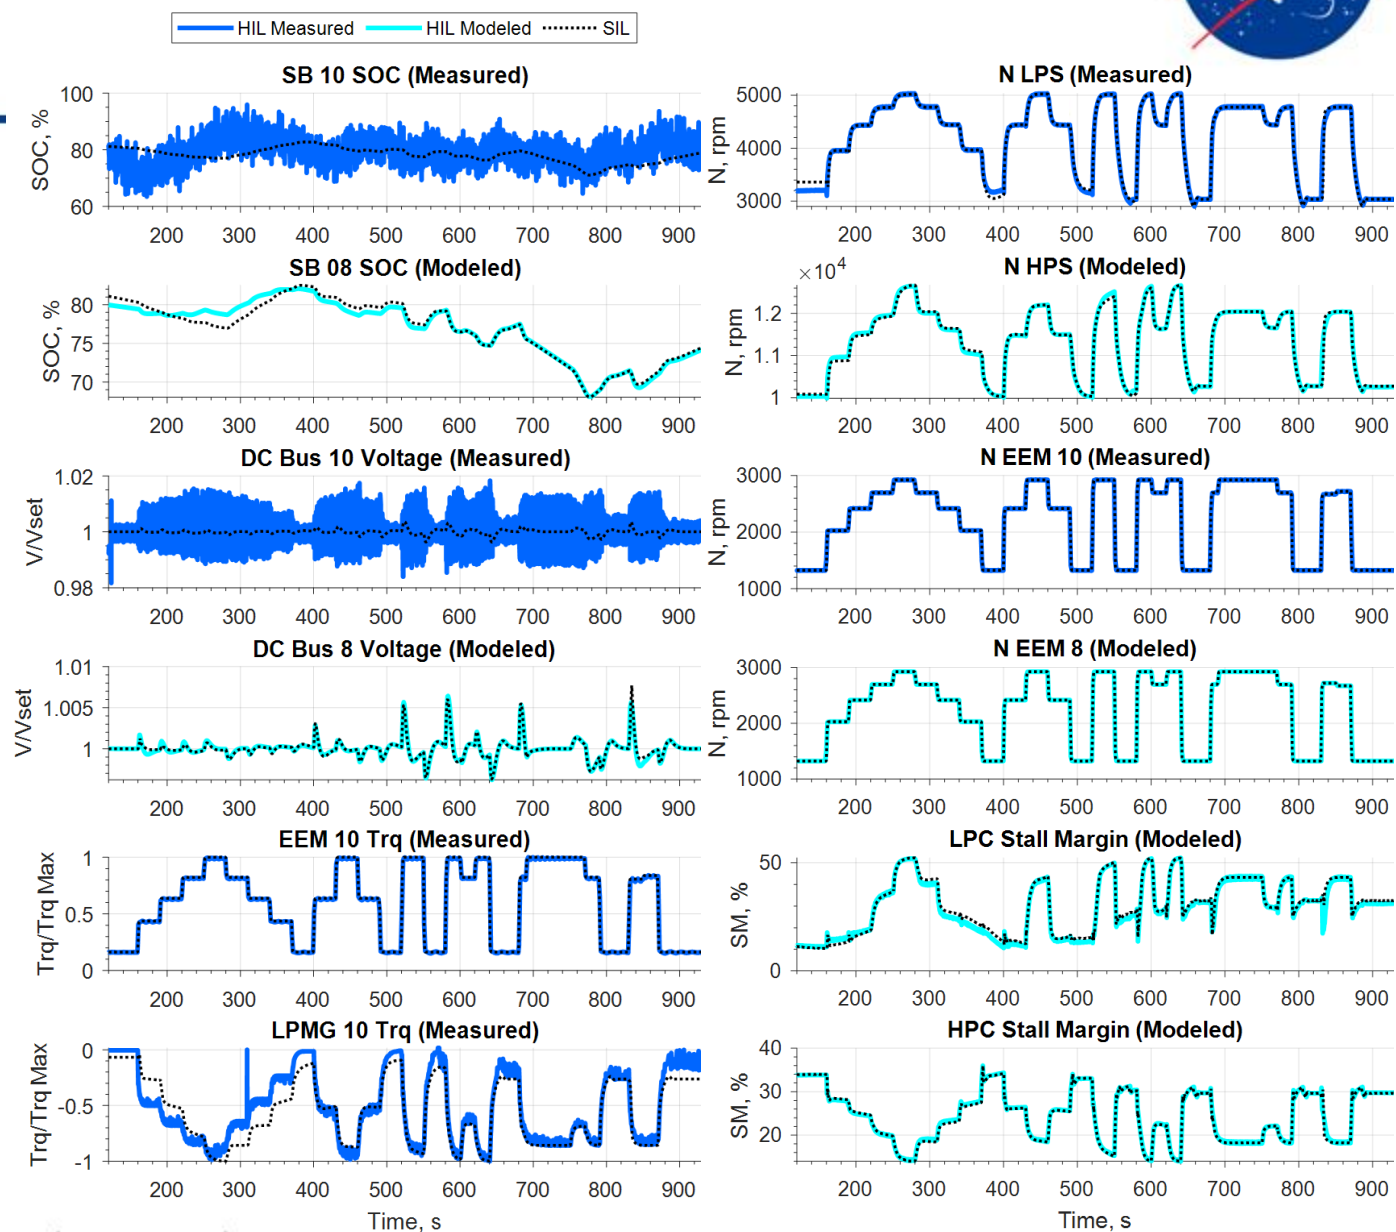 HIL Measured HIL Modeled SIL
SB 10 SOC (Measured)
100
80
60
SOC, %
200 300 400 500 600 700 800 900
SB 08 SOC (Modeled)
80
75
70
SOC, %
200 300 400 500 600 700 800 900
DC Bus 10 Voltage (Measured)
1.02
1
0.98
V/Vset
200 300 400 500 600 700 800 900
DC Bus 8 Voltage (Modeled)
1.01
1.005
1
V/Vset
200 300 400 500 600 700 800 900
EEM 10 Trq (Measured)
1
0.5
0
Trq/Trq Max
200 300 400 500 600 700 800 900
LPMG 10 Trq (Measured)
0
-0.5
-1
Trq/Trq Max
200 300 400 500 600 700 800 900
Time, s
N LPS (Measured)
5000
4000
3000
N, rpm
200 300 400 500 600 700 800 900
N HPS (Modeled)
×10^4
1.2
1.1
1
N, rpm
200 300 400 500 600 700 800 900
N EEM 10 (Measured)
3000
2000
1000
N, rpm
200 300 400 500 600 700 800 900
N EEM 8 (Modeled)
3000
2000
1000
N, rpm
200 300 400 500 600 700 800 900
LPC Stall Margin (Modeled)
50
0
SM, %
200 300 400 500 600 700 800 900
HPC Stall Margin (Modeled)
40
30
20
SM, %
200 300 400 500 600 700 800 900
Time, s